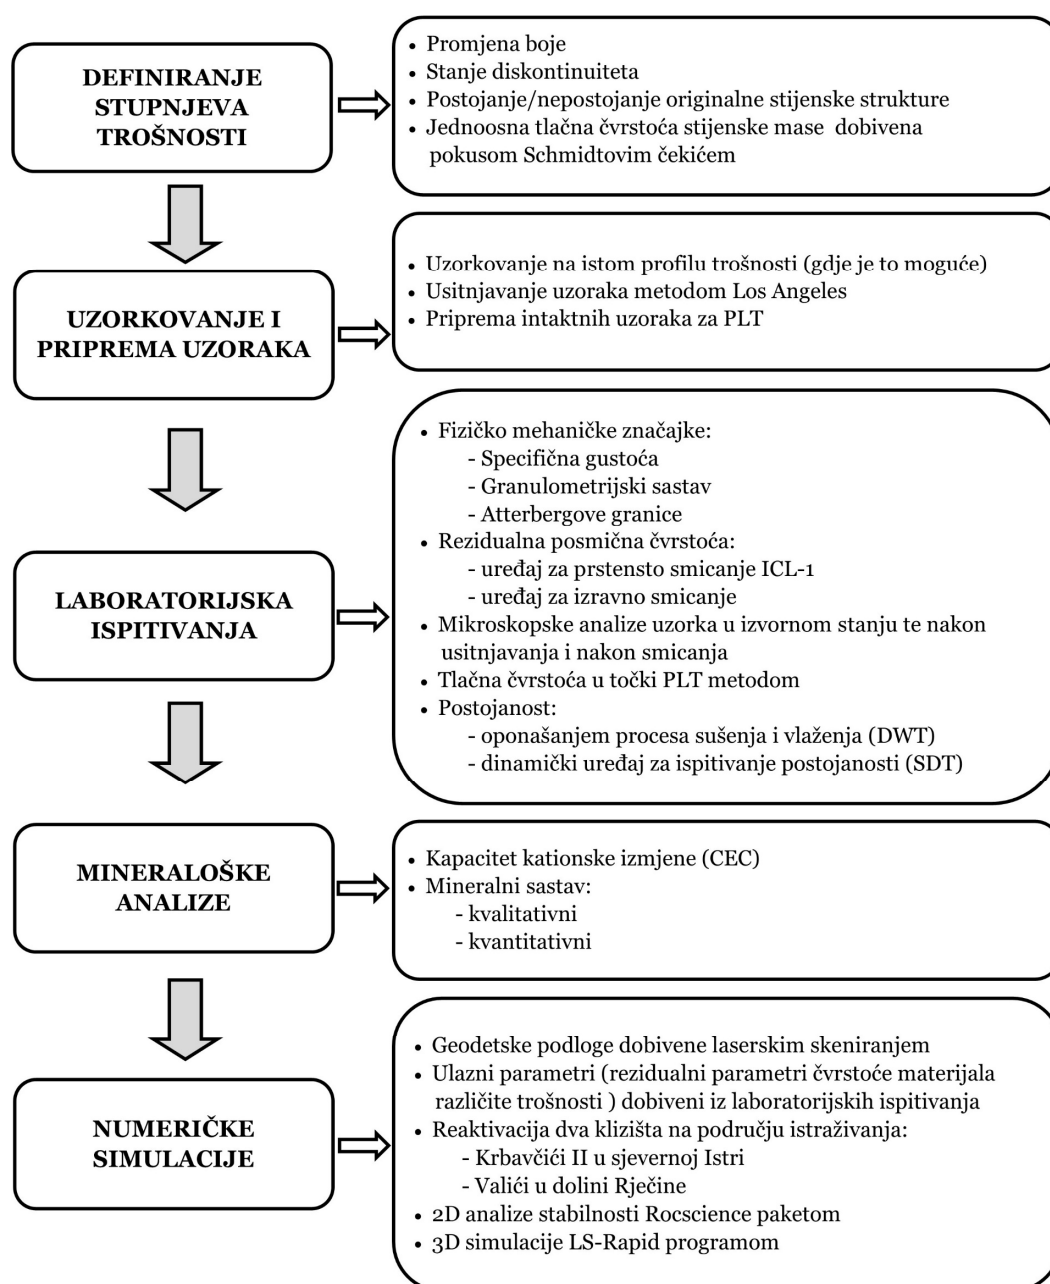 DEFINIRANJE
STUPNJEVA
TROŠNOSTI
• Promjena boje
• Stanje diskontinuiteta
• Postojanje/nepostojanje originalne stijenske strukture
• Jednoosna tlačna čvrstoća stijenske mase dobivena
pokusom Schmidtovim čekićem
UZORKOVANJE I
PRIPREMA UZORAKA
• Uzorkovanje na istom profilu trošnosti (gdje je to moguće)
• Usitnjavanje uzoraka metodom Los Angeles
• Priprema intaktnih uzoraka za PLT
LABORATORIJSKA
ISPITIVANJA
• Fizičko mehaničke značajke:
- Specifična gustoća
- Granulometrijski sastav
- Atterbergove granice
• Rezidualna posmična čvrstoća:
- uređaj za prstensto smicanje ICL-1
- uređaj za izravno smicanje
• Mikroskopske analize uzorka u izvornom stanju te nakon
usitnjavanja i nakon smicanja
• Tlačna čvrstoća u točki PLT metodom
• Postojanost:
- oponašanjem procesa sušenja i vlaženja (DWT)
- dinamički uređaj za ispitivanje postojanosti (SDT)
MINERALOŠKE
ANALIZE
• Kapacitet kationske izmjene (CEC)
• Mineralni sastav:
- kvalitativni
- kvantitativni
NUMERIČKE
SIMULACIJE
• Geodetske podloge dobivene laserskim skeniranjem
• Ulazni parametri (rezidualni parametri čvrstoće materijala
različite trošnosti ) dobiveni iz laboratorijskih ispitivanja
• Reaktivacija dva klizišta na području istraživanja:
- Krbavčići II u sjevernoj Istri
- Valići u dolini Rječine
• 2D analize stabilnosti Rocscience paketom
• 3D simulacije LS-Rapid programom